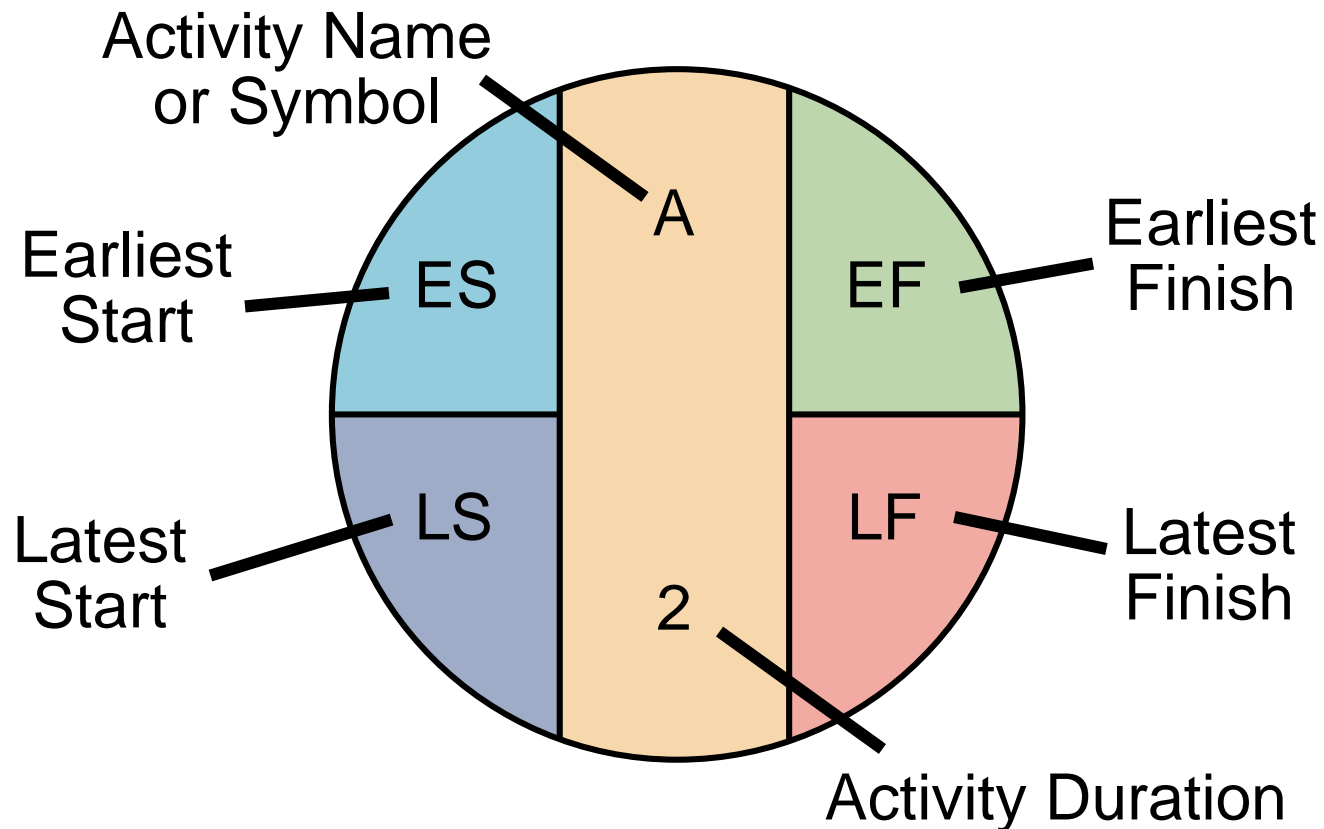 Activity Name
or Symbol
A
Earliest
Start
ES
EF
Earliest
Finish
Latest
Start
LS
LF
Latest
Finish
2
Activity Duration